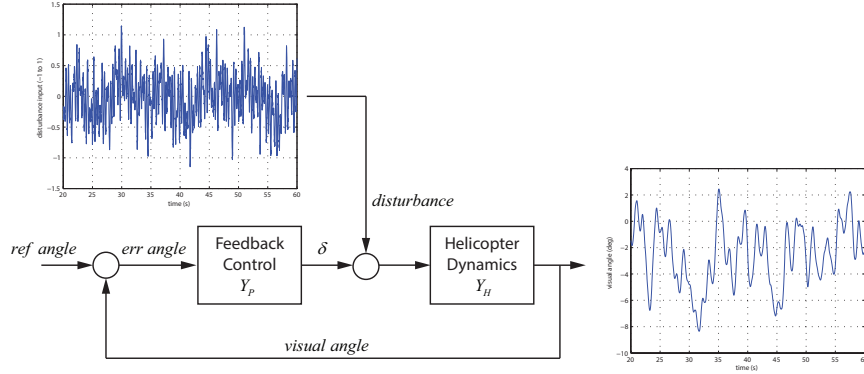 1.5
1
0.5
0
−0.5
−1
−1.5
disturbance input (−1 to 1)
20 25 30 35 40 45 50 55 60
time (s)
disturbance
ref angle
err angle
Feedback
Control
Y_P
δ
Helicopter
Dynamics
Y_H
visual angle
4
2
0
−2
−4
−6
−8
−10
visual angle (deg)
20 25 30 35 40 45 50 55 60
time (s)